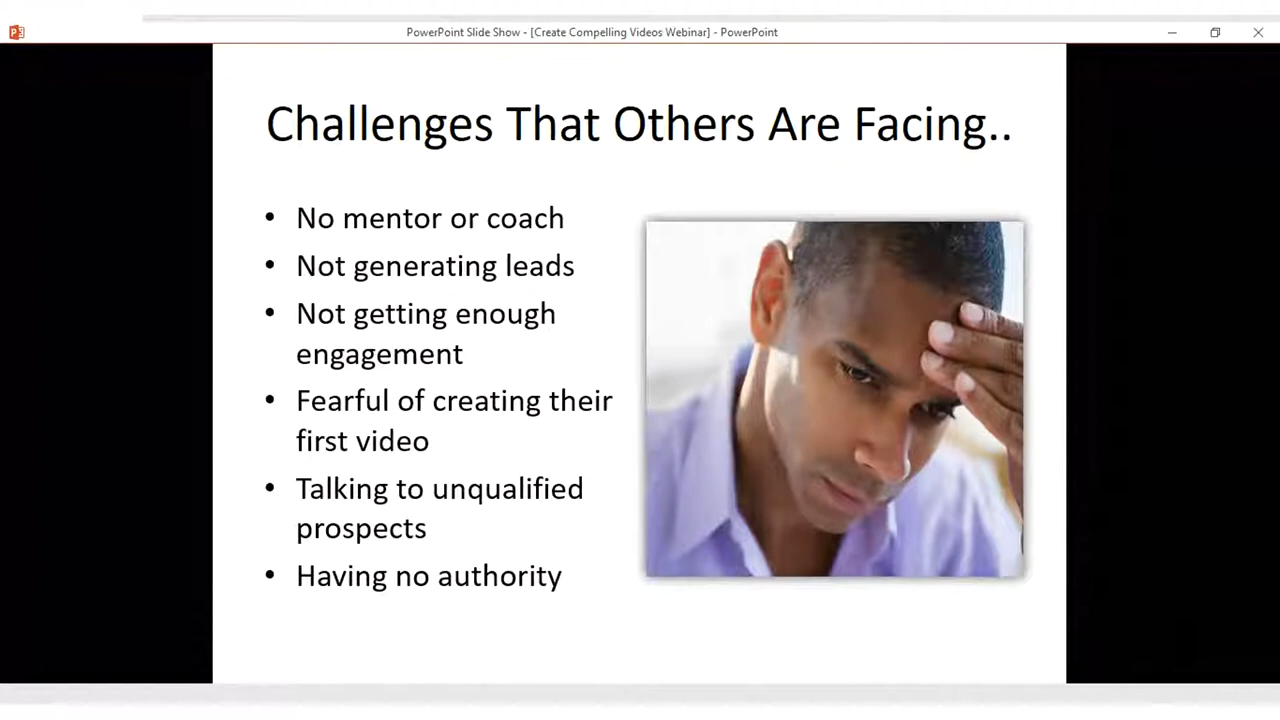 PowerPoint Slide Show - [Create Compelling Videos Webinar] - PowerPoint
Challenges That Others Are Facing..
• No mentor or coach
• Not generating leads
• Not getting enough
engagement
• Fearful of creating their
first video
• Talking to unqualified
prospects
• Having no authority